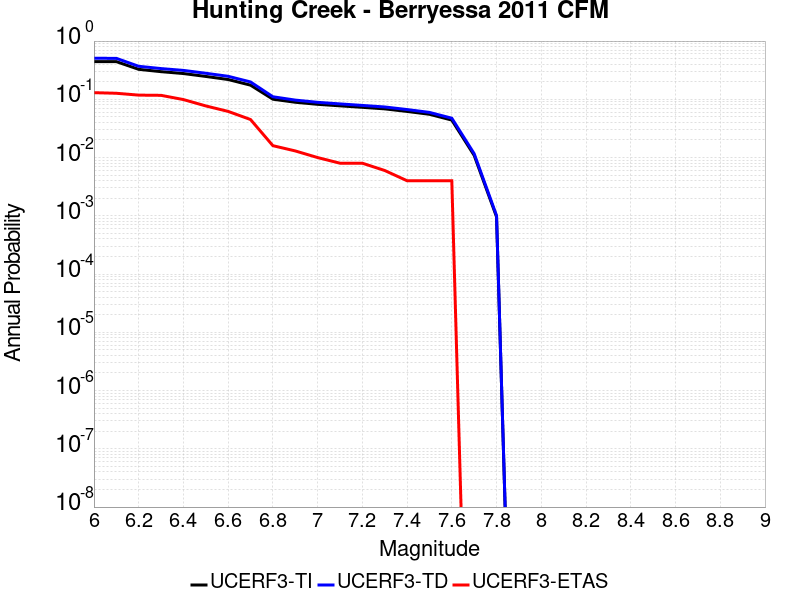 Hunting Creek - Berryessa 2011 CFM
10^0
10^-1
10^-2
10^-3
10^-4
10^-5
10^-6
10^-7
10^-8
Annual Probability
6 6.2 6.4 6.6 6.8 7 7.2 7.4 7.6 7.8 8 8.2 8.4 8.6 8.8 9
Magnitude
UCERF3-TI UCERF3-TD UCERF3-ETAS